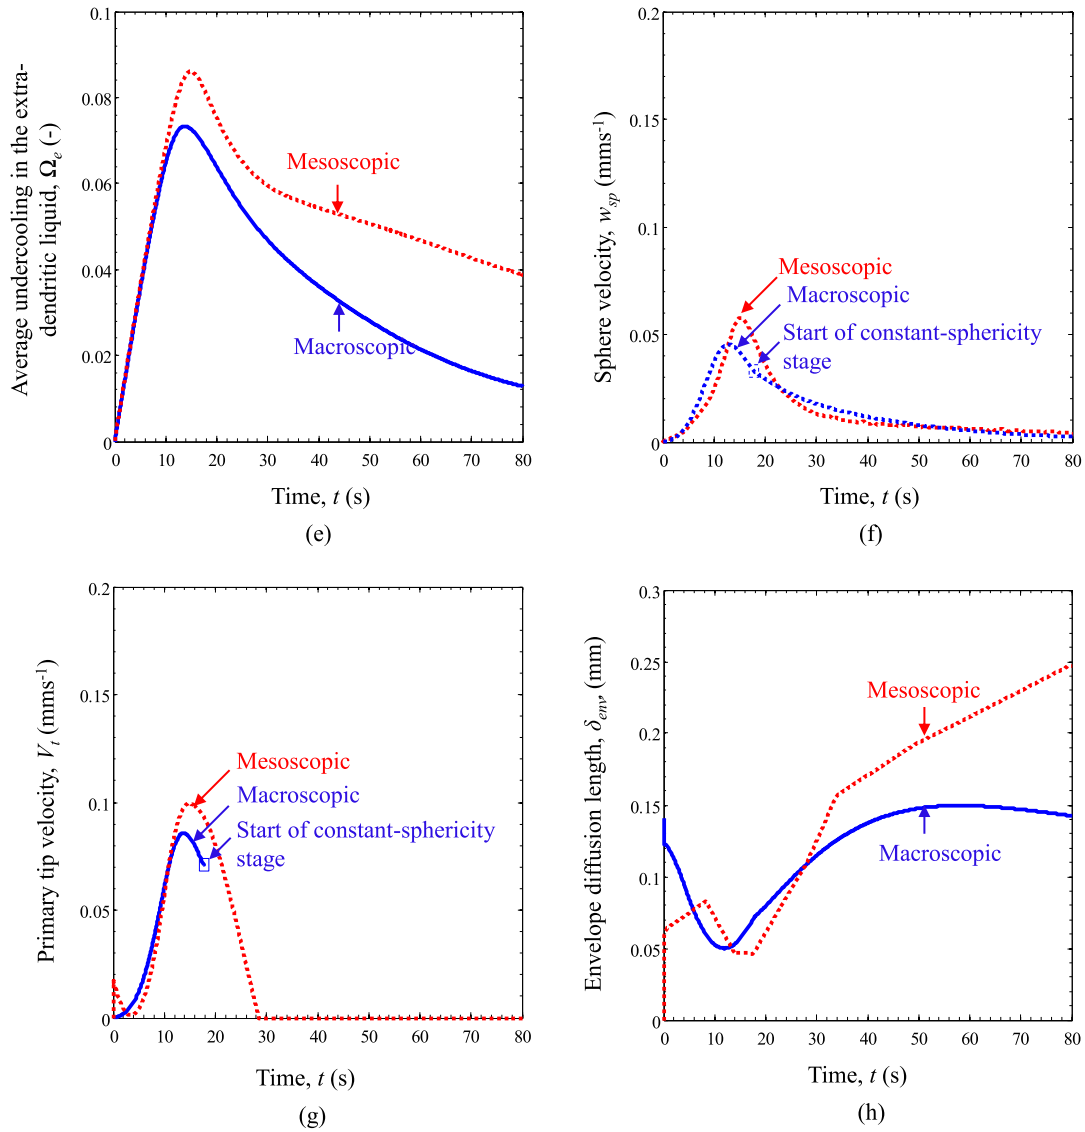 Average undercooling in the extra-
dendritic liquid, Ωe (-)
0.1
0.08
0.06
0.04
0.02
0
Mesoscopic
Macroscopic
0 10 20 30 40 50 60 70 80
Time, t (s)
(e)
Sphere velocity, wsp (mms-1)
0.2
0.15
0.1
0.05
0
Mesoscopic
Macroscopic
Start of constant-sphericity
stage
0 10 20 30 40 50 60 70 80
Time, t (s)
(f)
Primary tip velocity, Vt (mms-1)
0.2
0.15
0.1
0.05
0
Mesoscopic
Macroscopic
Start of constant-sphericity
stage
0 10 20 30 40 50 60 70 80
Time, t (s)
(g)
Envelope diffusion length, δenv, (mm)
0.3
0.25
0.2
0.15
0.1
0.05
0
Mesoscopic
Macroscopic
0 10 20 30 40 50 60 70 80
Time, t (s)
(h)